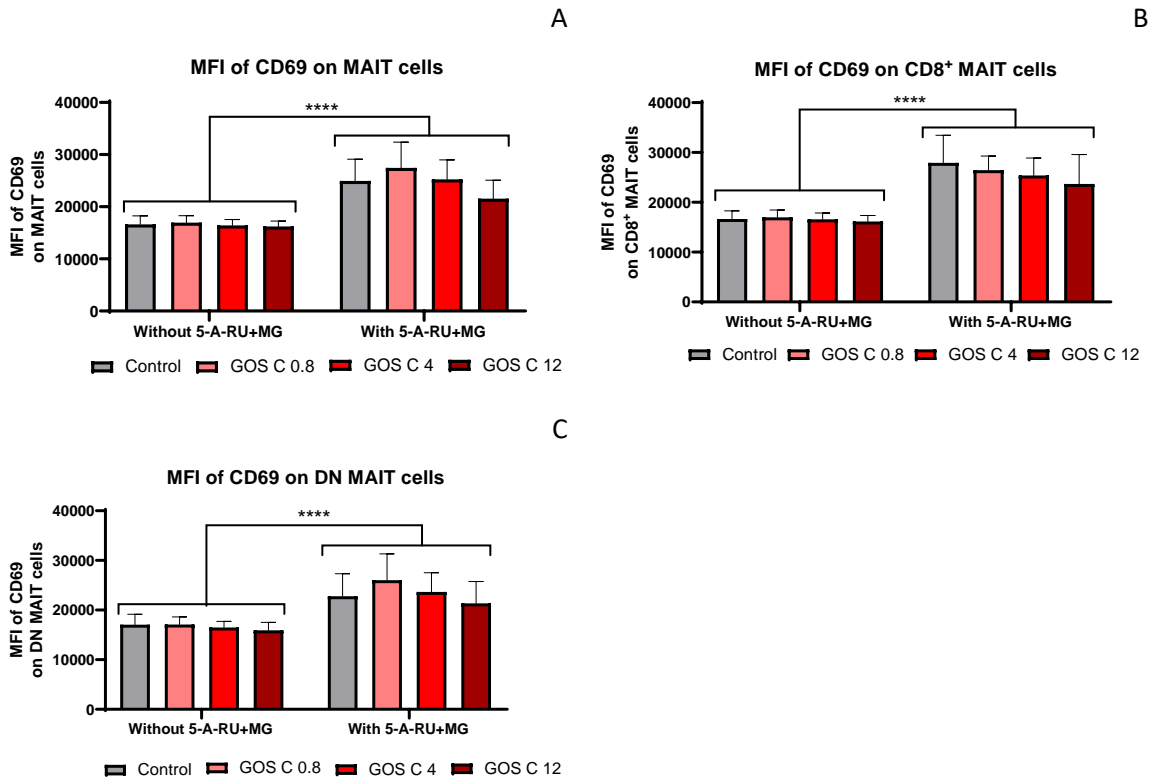 A
MFI of CD69 on MAIT cells
MFI of CD69
on MAIT cells
40000
30000
20000
10000
0
****
Without 5-A-RU+MG With 5-A-RU+MG
Control GOS C 0.8 GOS C 4 GOS C 12
B
MFI of CD69 on CD8⁺ MAIT cells
MFI of CD69
on CD8⁺ MAIT cells
40000
30000
20000
10000
0
****
Without 5-A-RU+MG With 5-A-RU+MG
Control GOS C 0.8 GOS C 4 GOS C 12
C
MFI of CD69 on DN MAIT cells
MFI of CD69
on DN MAIT cells
40000
30000
20000
10000
0
****
Without 5-A-RU+MG With 5-A-RU+MG
Control GOS C 0.8 GOS C 4 GOS C 12